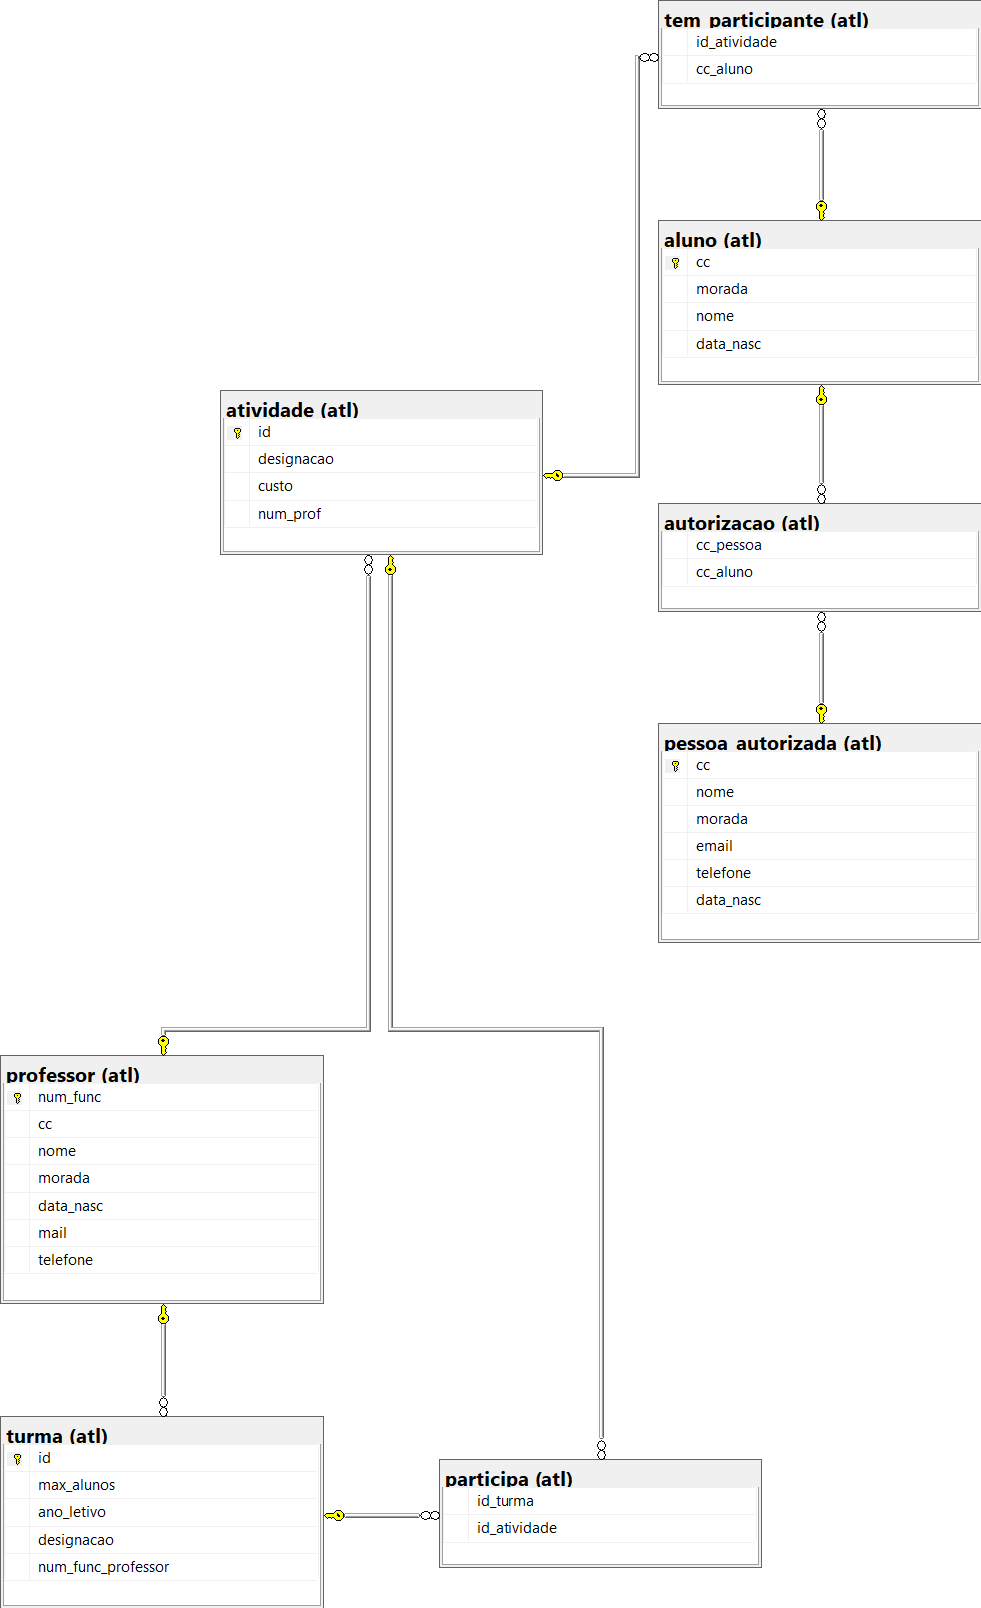 tem_participante (atl)
id_atividade
cc_aluno
aluno (atl)
cc
morada
nome
data_nasc
atividade (atl)
id
designacao
custo
num_prof
autorizacao (atl)
cc_pessoa
cc_aluno
pessoa_autorizada (atl)
cc
nome
morada
email
telefone
data_nasc
professor (atl)
num_func
cc
nome
morada
data_nasc
mail
telefone
turma (atl)
id
max_alunos
ano_letivo
designacao
num_func_professor
participa (atl)
id_turma
id_atividade